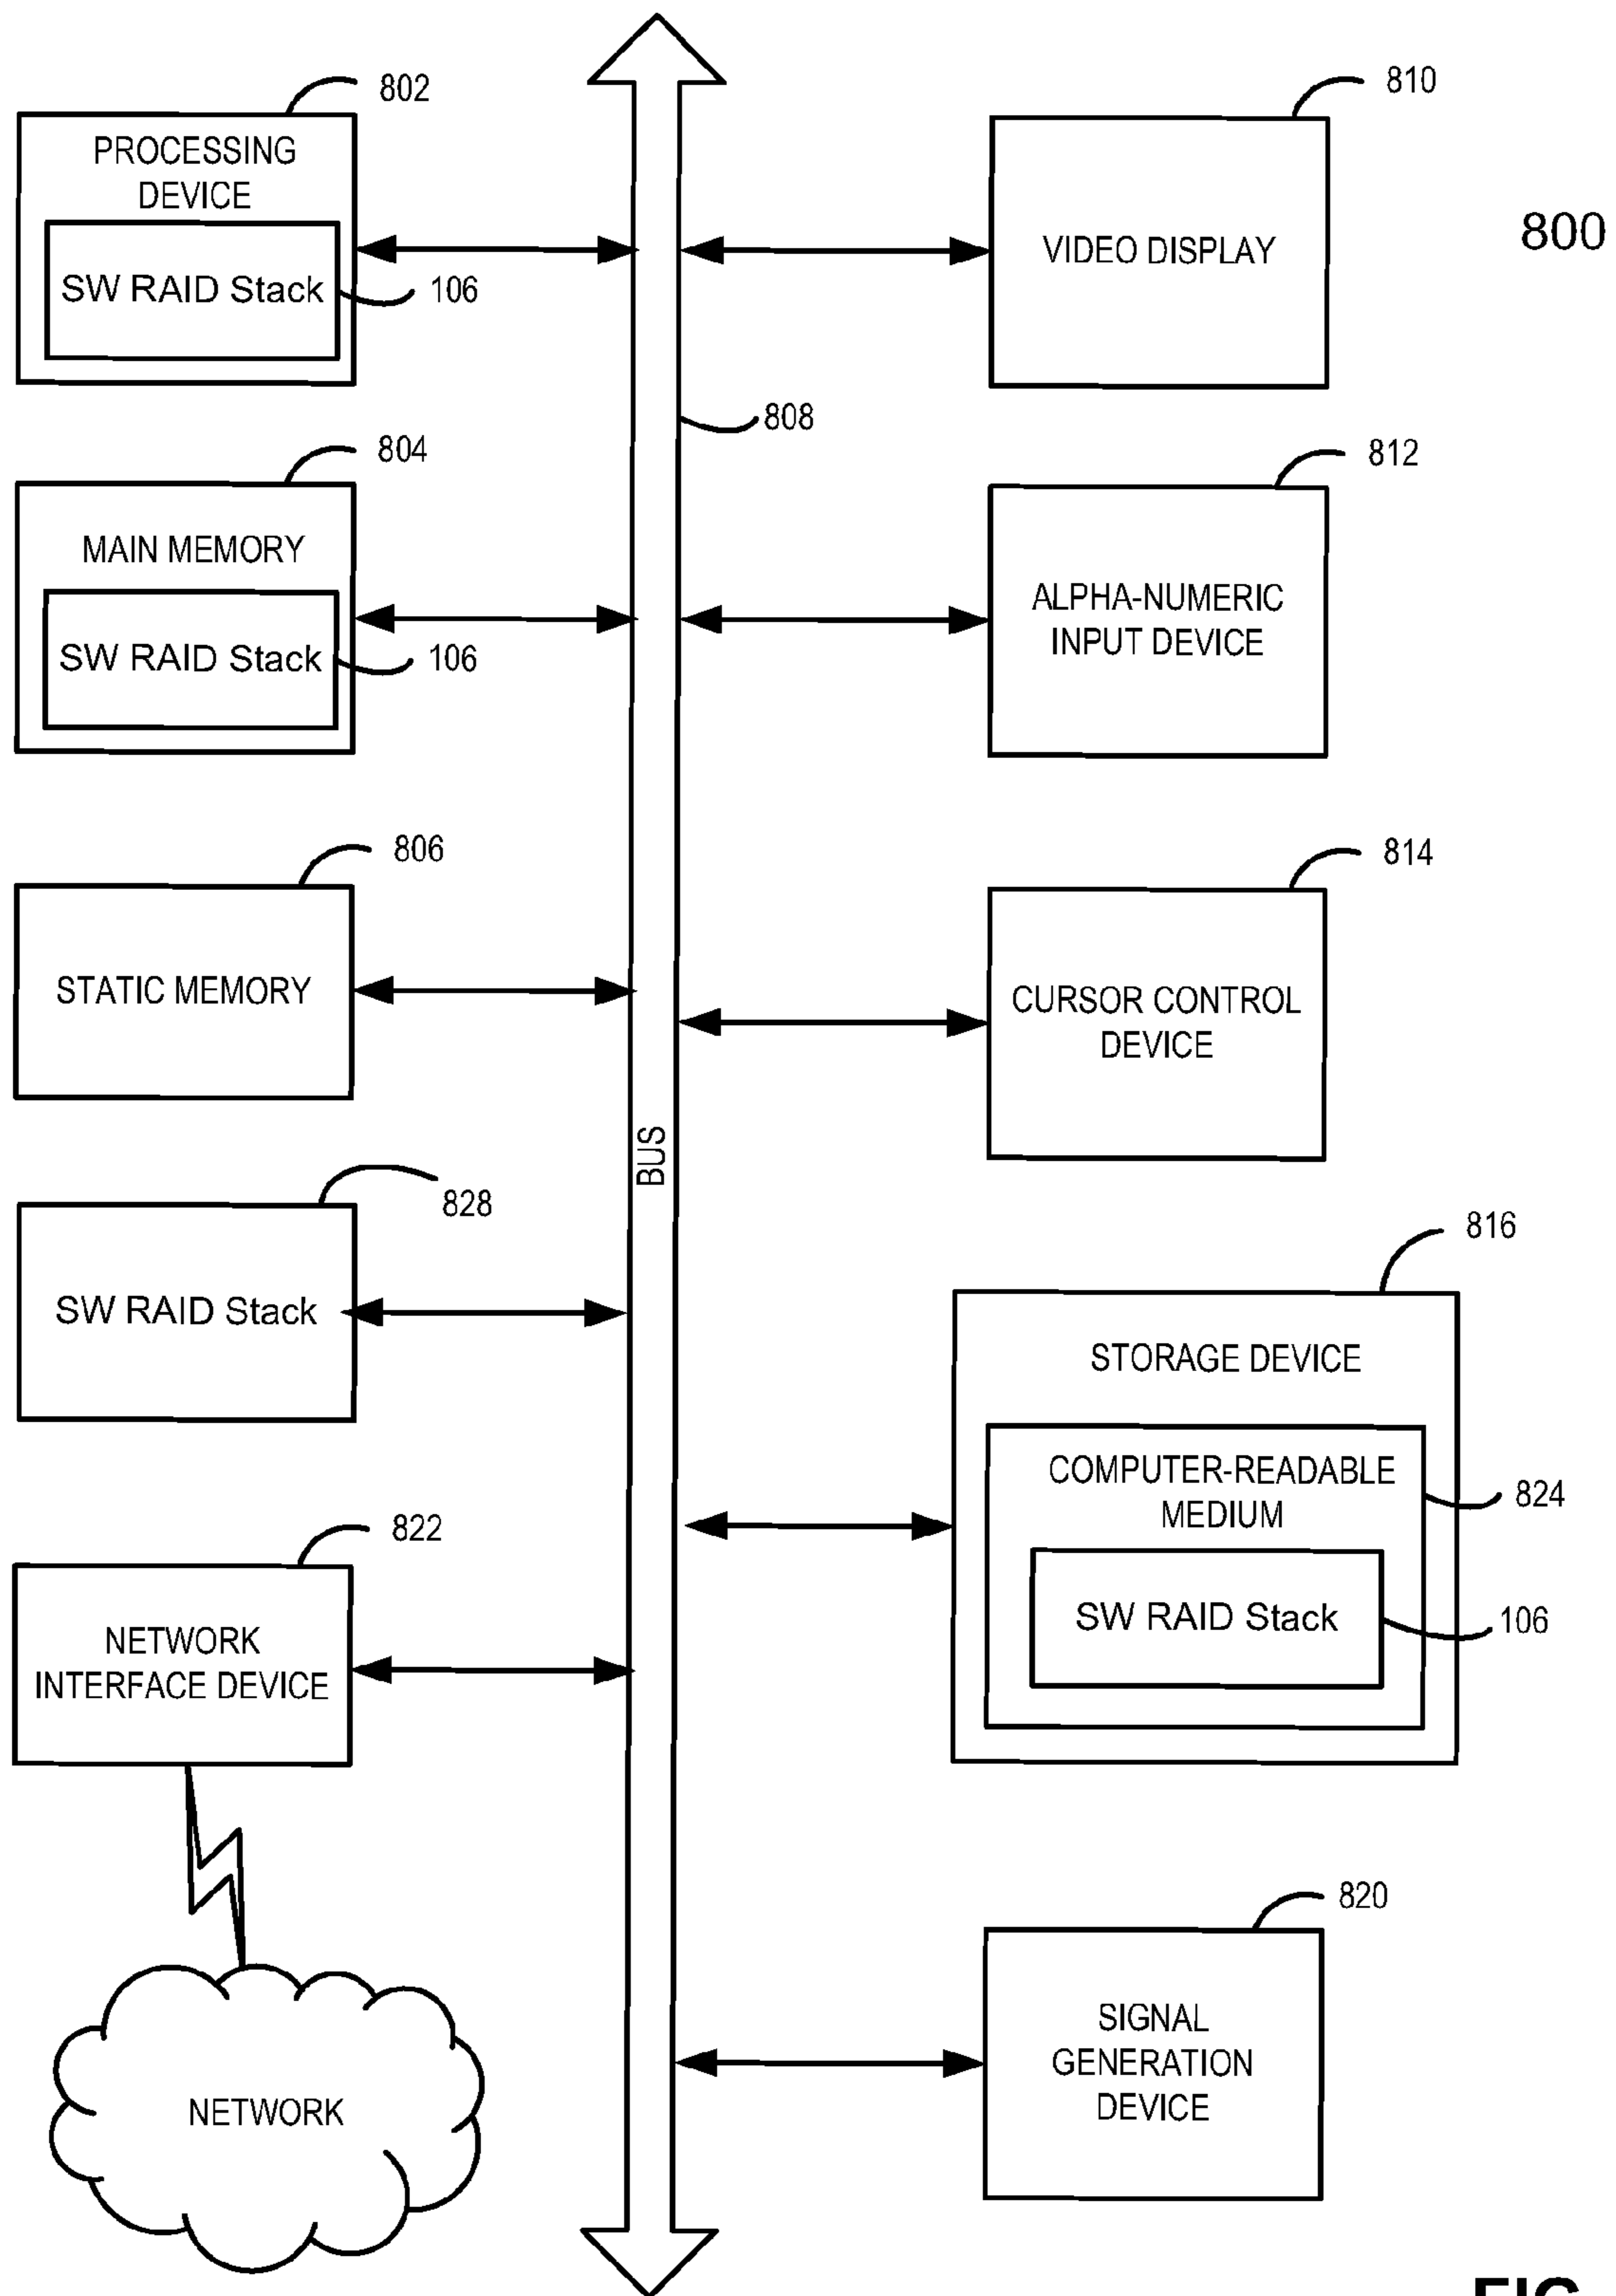 802
PROCESSING
DEVICE
SW RAID Stack
106
810
VIDEO DISPLAY
800
808
804
MAIN MEMORY
SW RAID Stack
106
812
ALPHA-NUMERIC
INPUT DEVICE
806
STATIC MEMORY
814
CURSOR CONTROL
DEVICE
BUS
828
SW RAID Stack
816
STORAGE DEVICE
COMPUTER-READABLE
MEDIUM
824
SW RAID Stack
106
822
NETWORK
INTERFACE DEVICE
NETWORK
820
SIGNAL
GENERATION
DEVICE